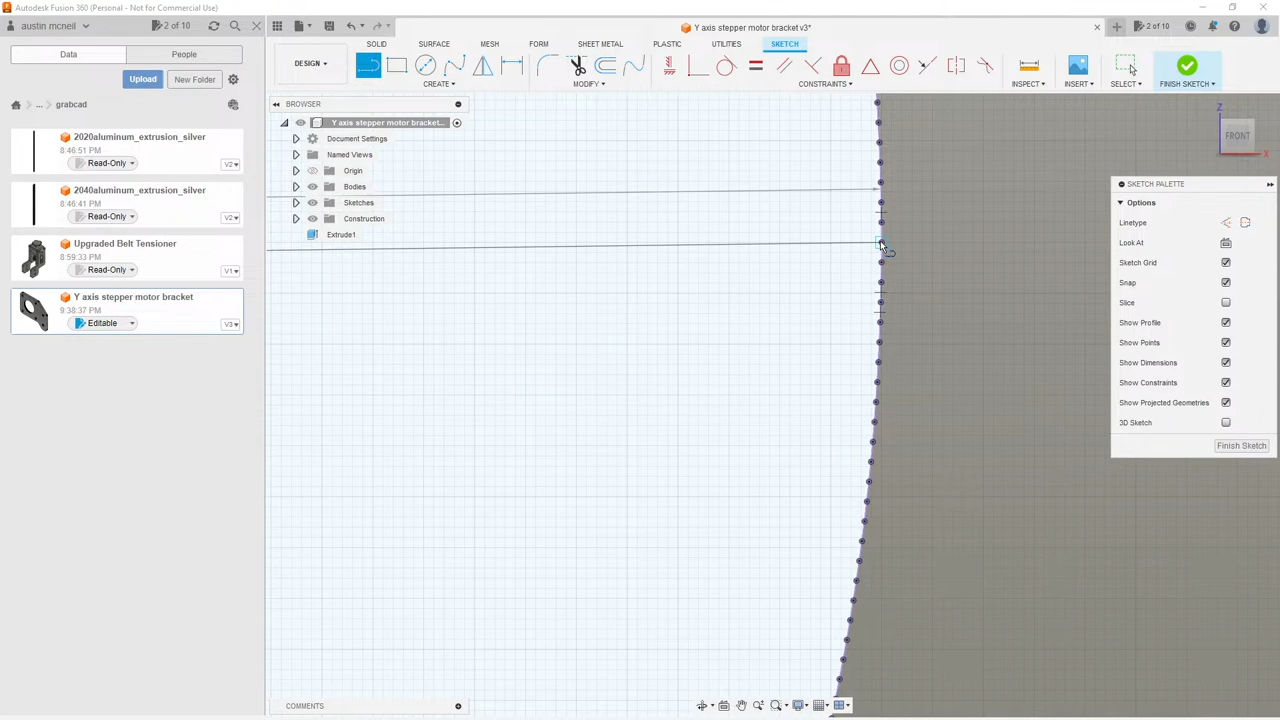 Autodesk Fusion 360 (Personal - Not for Commercial Use)
austin mcneil
2 of 10
Y axis stepper motor bracket v3*
2 of 10
Data
People
Upload
New Folder
... grabcad
2020aluminum_extrusion_silver
8:46:51 PM
Read-Only
V2
2040aluminum_extrusion_silver
8:46:41 PM
Read-Only
V2
Upgraded Belt Tensioner
8:59:33 PM
Read-Only
V1
Y axis stepper motor bracket
9:38:37 PM
Editable
V3
DESIGN
SOLID
SURFACE
MESH
FORM
SHEET METAL
PLASTIC
UTILITIES
SKETCH
CREATE
MODIFY
CONSTRAINTS
INSPECT
INSERT
SELECT
FINISH SKETCH
BROWSER
Y axis stepper motor bracket...
Document Settings
Named Views
Origin
Bodies
Sketches
Construction
Extrude1
Z
FRONT
X
SKETCH PALETTE
Options
Linetype
Look At
Sketch Grid
Snap
Slice
Show Profile
Show Points
Show Dimensions
Show Constraints
Show Projected Geometries
3D Sketch
Finish Sketch
COMMENTS